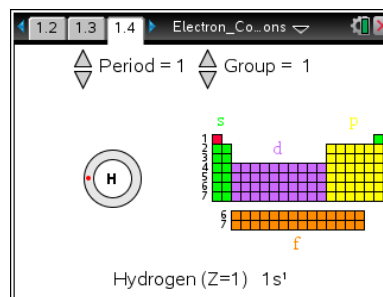 1.2 1.3 1.4 Electron_Co...ons
Period = 1 Group = 1
s
p
d
1
2
3
4
5
6
7
H
6
7
f
Hydrogen (Z=1) 1s¹